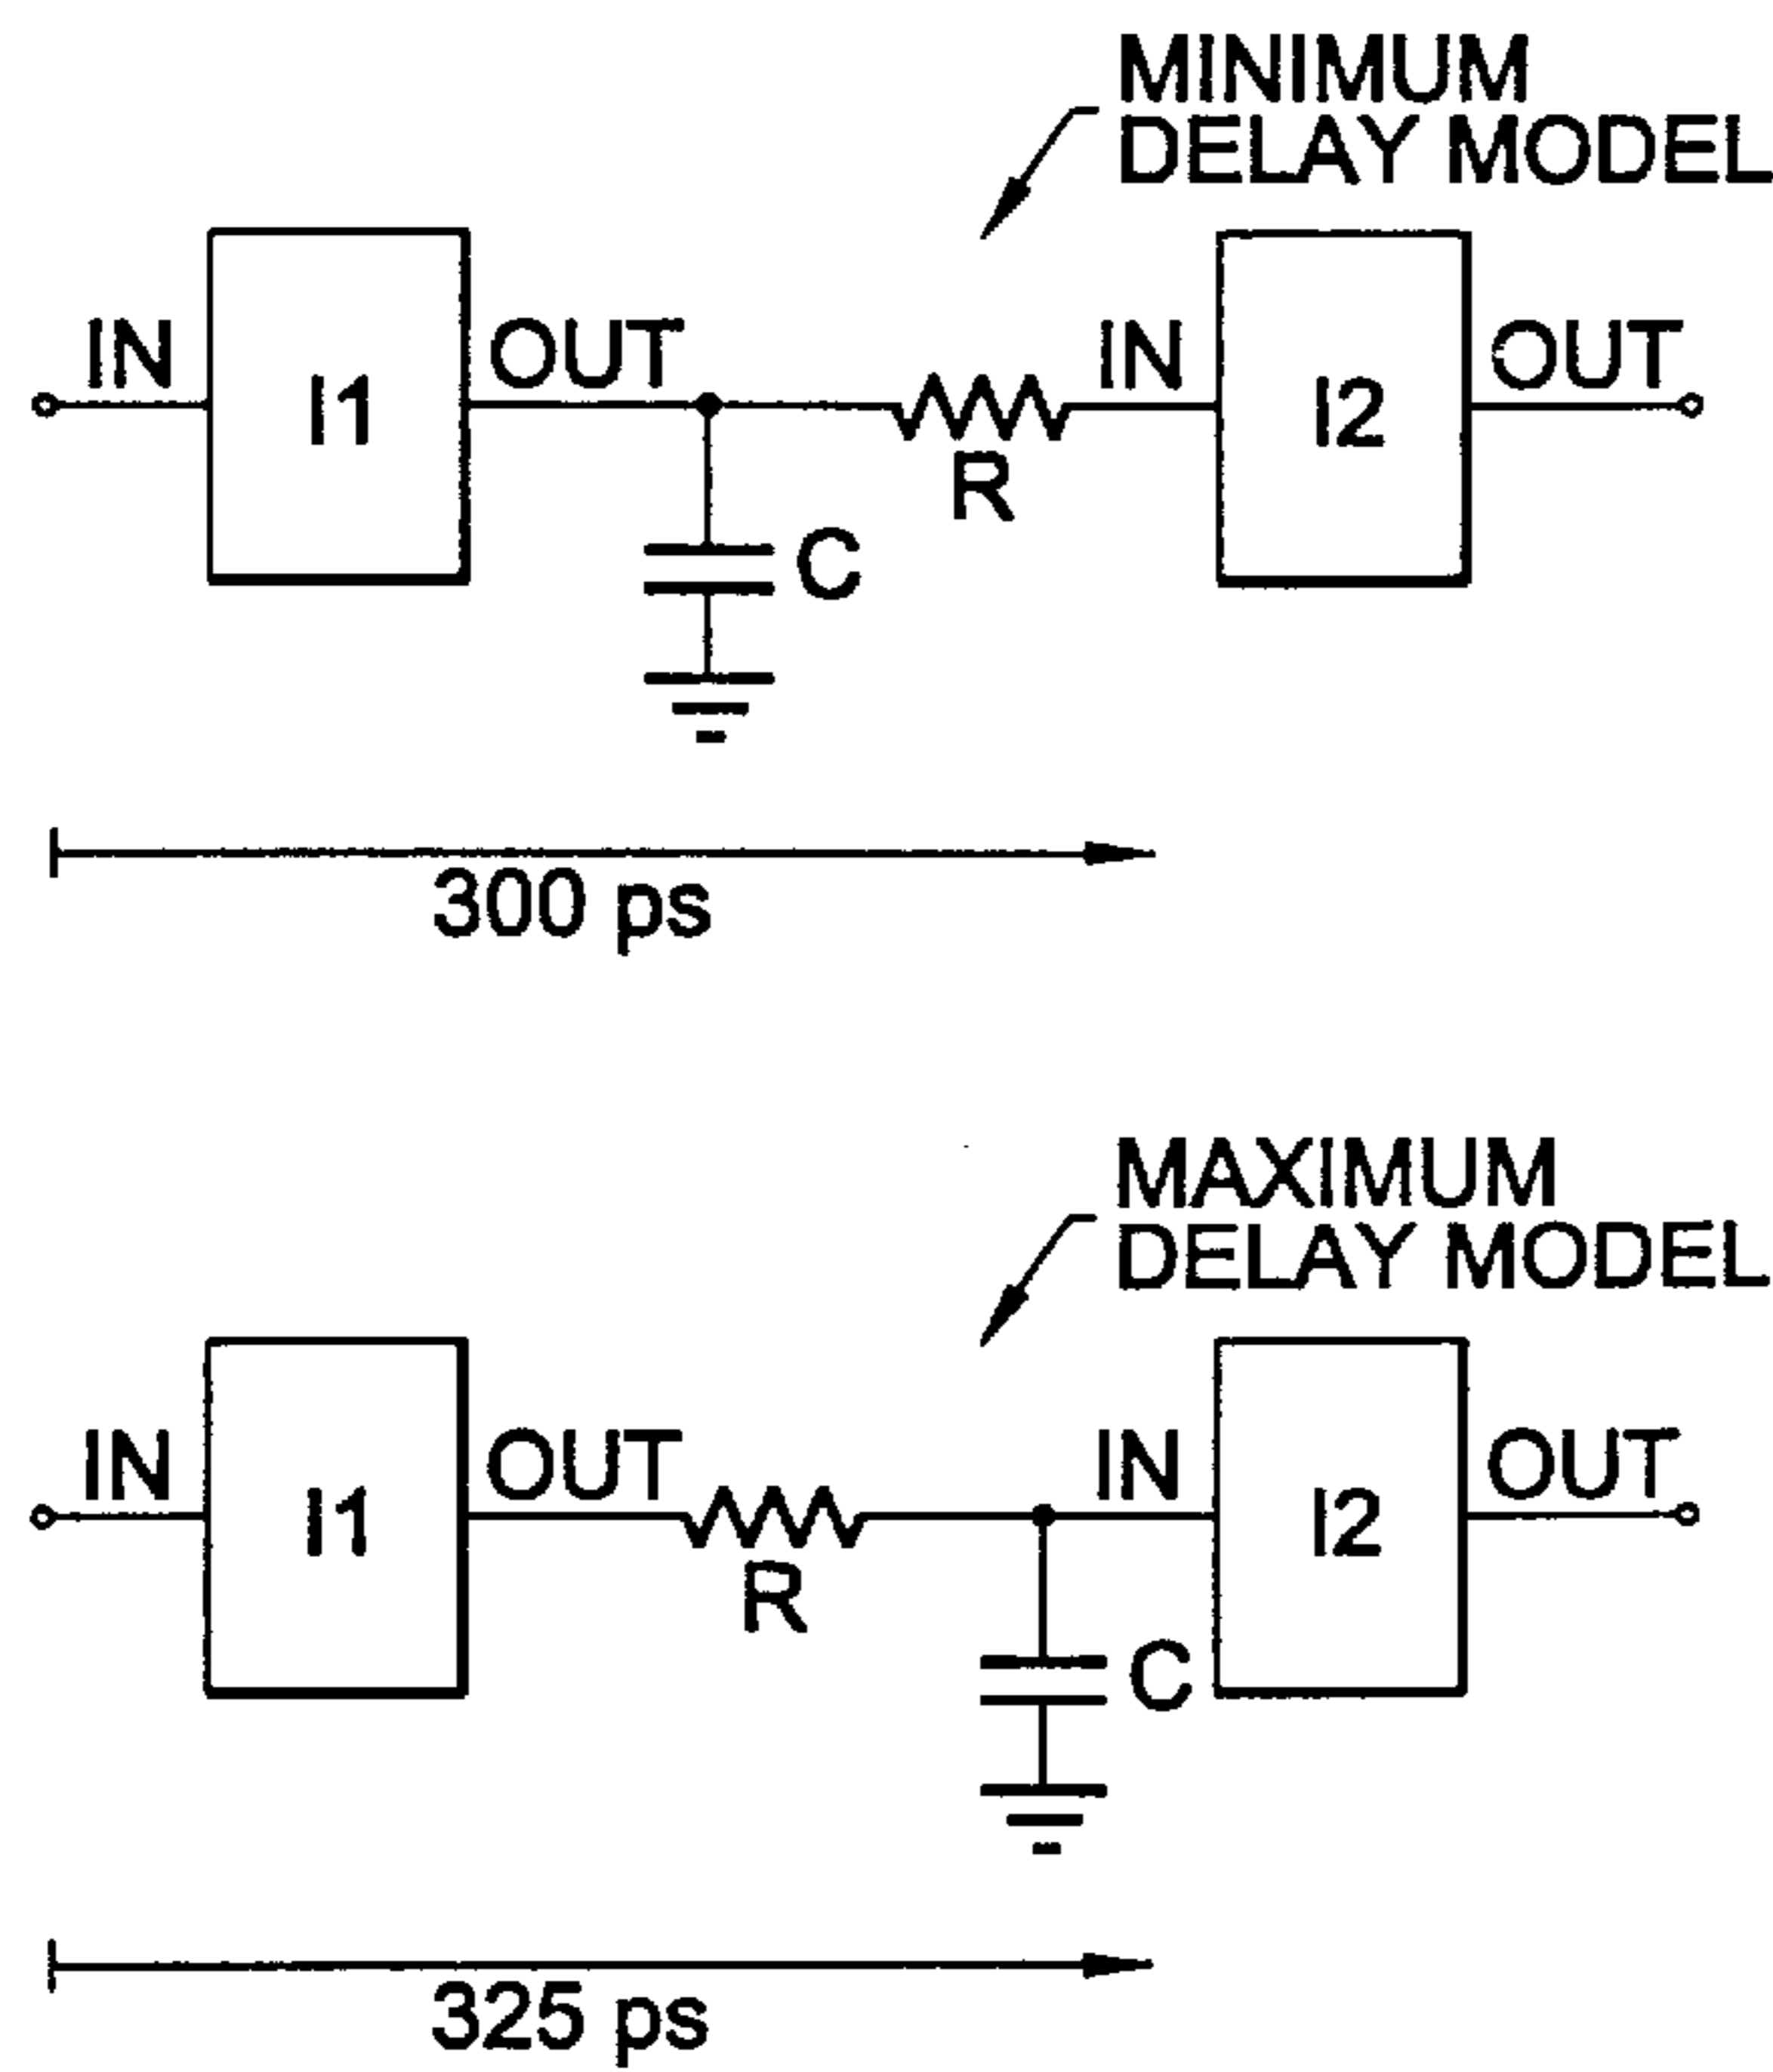 MINIMUM
DELAY MODEL
IN
I1
OUT
R
C
IN
I2
OUT
300 ps
MAXIMUM
DELAY MODEL
IN
I1
OUT
R
C
IN
I2
OUT
325 ps